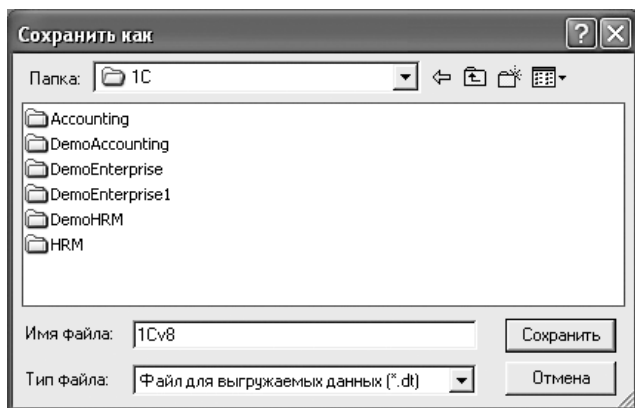 Сохранить как
Папка: 1C
Accounting
DemoAccounting
DemoEnterprise
DemoEnterprise1
DemoHRM
HRM
Имя файла: 1Cv8 Сохранить
Тип файла: Файл для выгружаемых данных (*.dt) Отмена